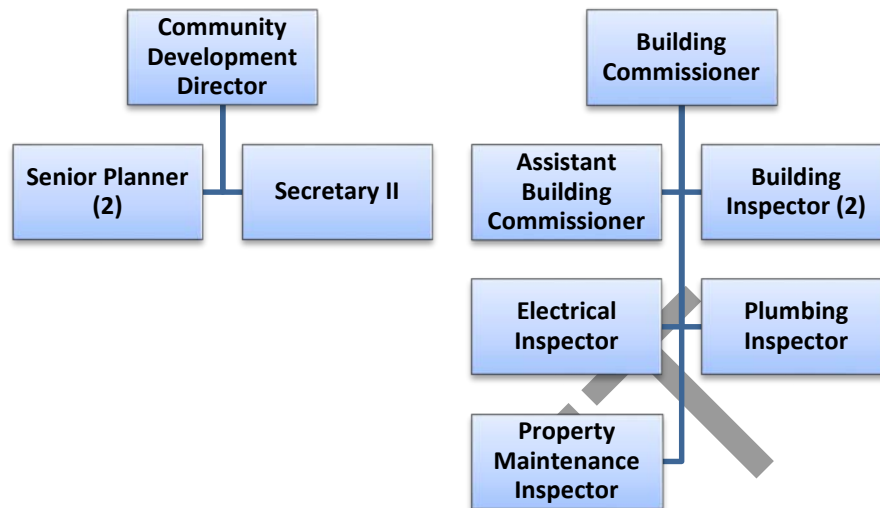 Community
Development
Director
Senior Planner
(2)
Secretary II
Building
Commissioner
Assistant
Building
Commissioner
Building
Inspector (2)
Electrical
Inspector
Plumbing
Inspector
Property
Maintenance
Inspector